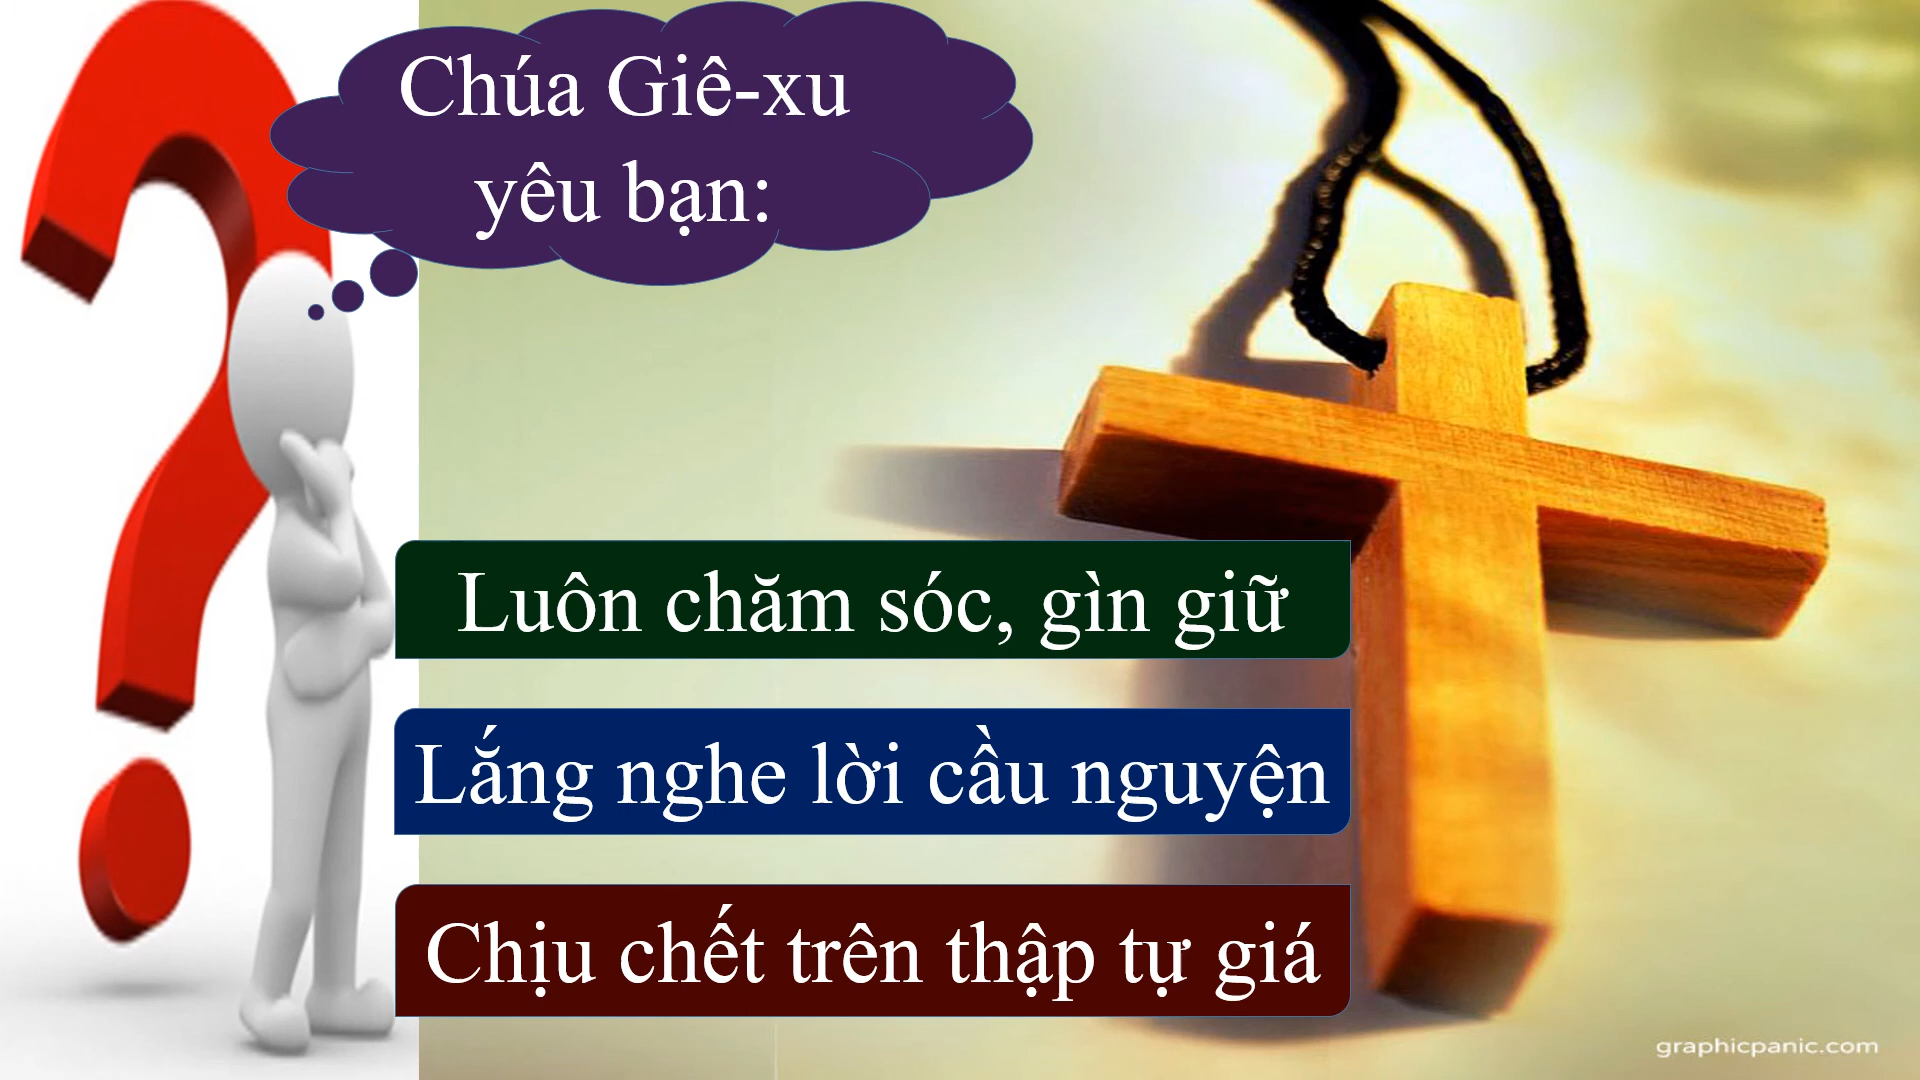 Chúa Giê-xu
yêu bạn:
Luôn chăm sóc, gìn giữ
Lắng nghe lời cầu nguyện
Chịu chết trên thập tự giá
graphicpanic.com